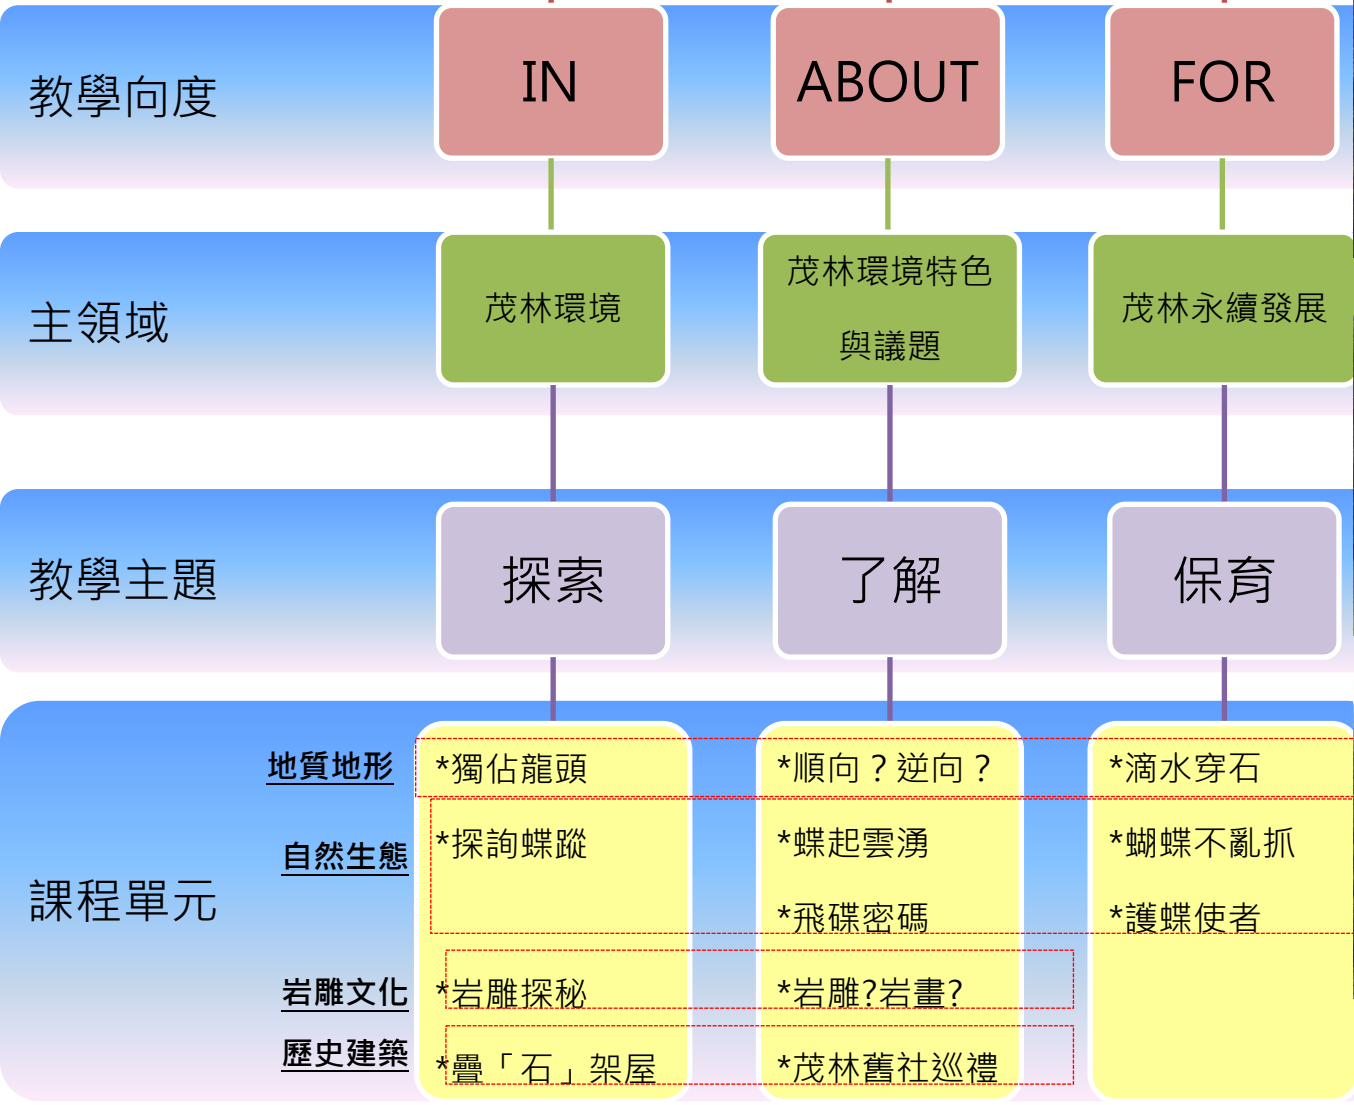 教學向度
IN
ABOUT
FOR
主領域
茂林環境
茂林環境特色
與議題
茂林永續發展
教學主題
探索
了解
保育
課程單元
地質地形
*獨佔龍頭
*順向？逆向？
*滴水穿石
自然生態
*探詢蝶蹤
*蝶起雲湧
*蝴蝶不亂抓
*飛碟密碼
*護蝶使者
岩雕文化
*岩雕探秘
*岩雕?岩畫?
歷史建築
*疊「石」架屋
*茂林舊社巡禮